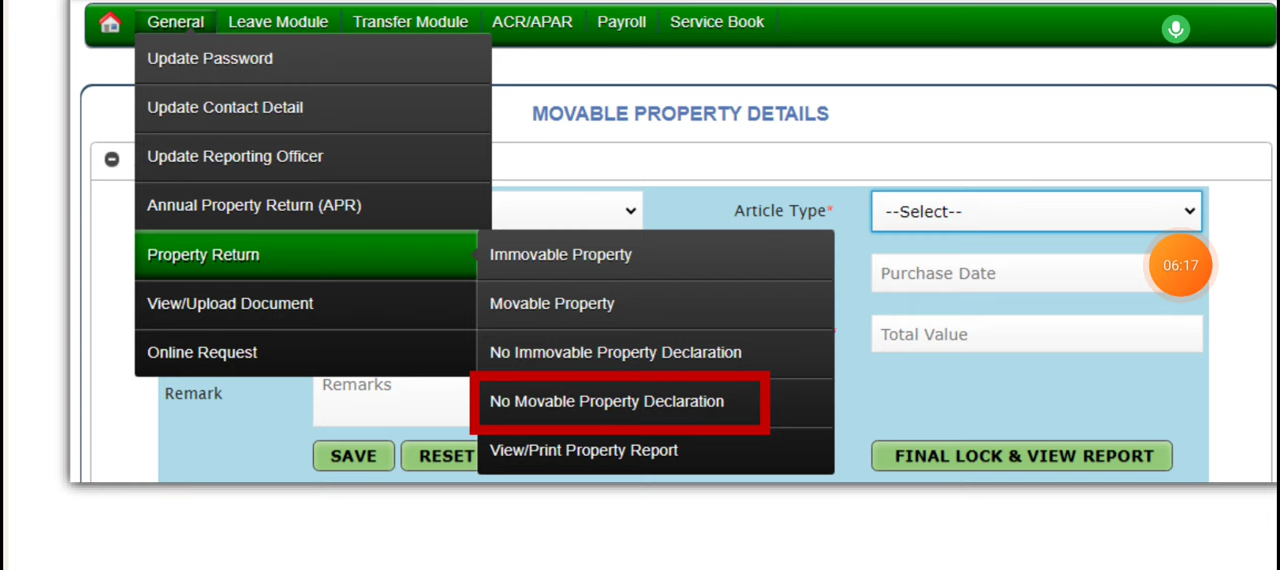 General Leave Module Transfer Module ACR/APAR Payroll Service Book
Update Password
Update Contact Detail
MOVABLE PROPERTY DETAILS
Update Reporting Officer
Annual Property Return (APR)
Article Type*
--Select--
Property Return
Immovable Property
Purchase Date
06:17
View/Upload Document
Movable Property
Total Value
Online Request
No Immovable Property Declaration
Remark
Remarks
No Movable Property Declaration
SAVE
RESET
View/Print Property Report
FINAL LOCK & VIEW REPORT